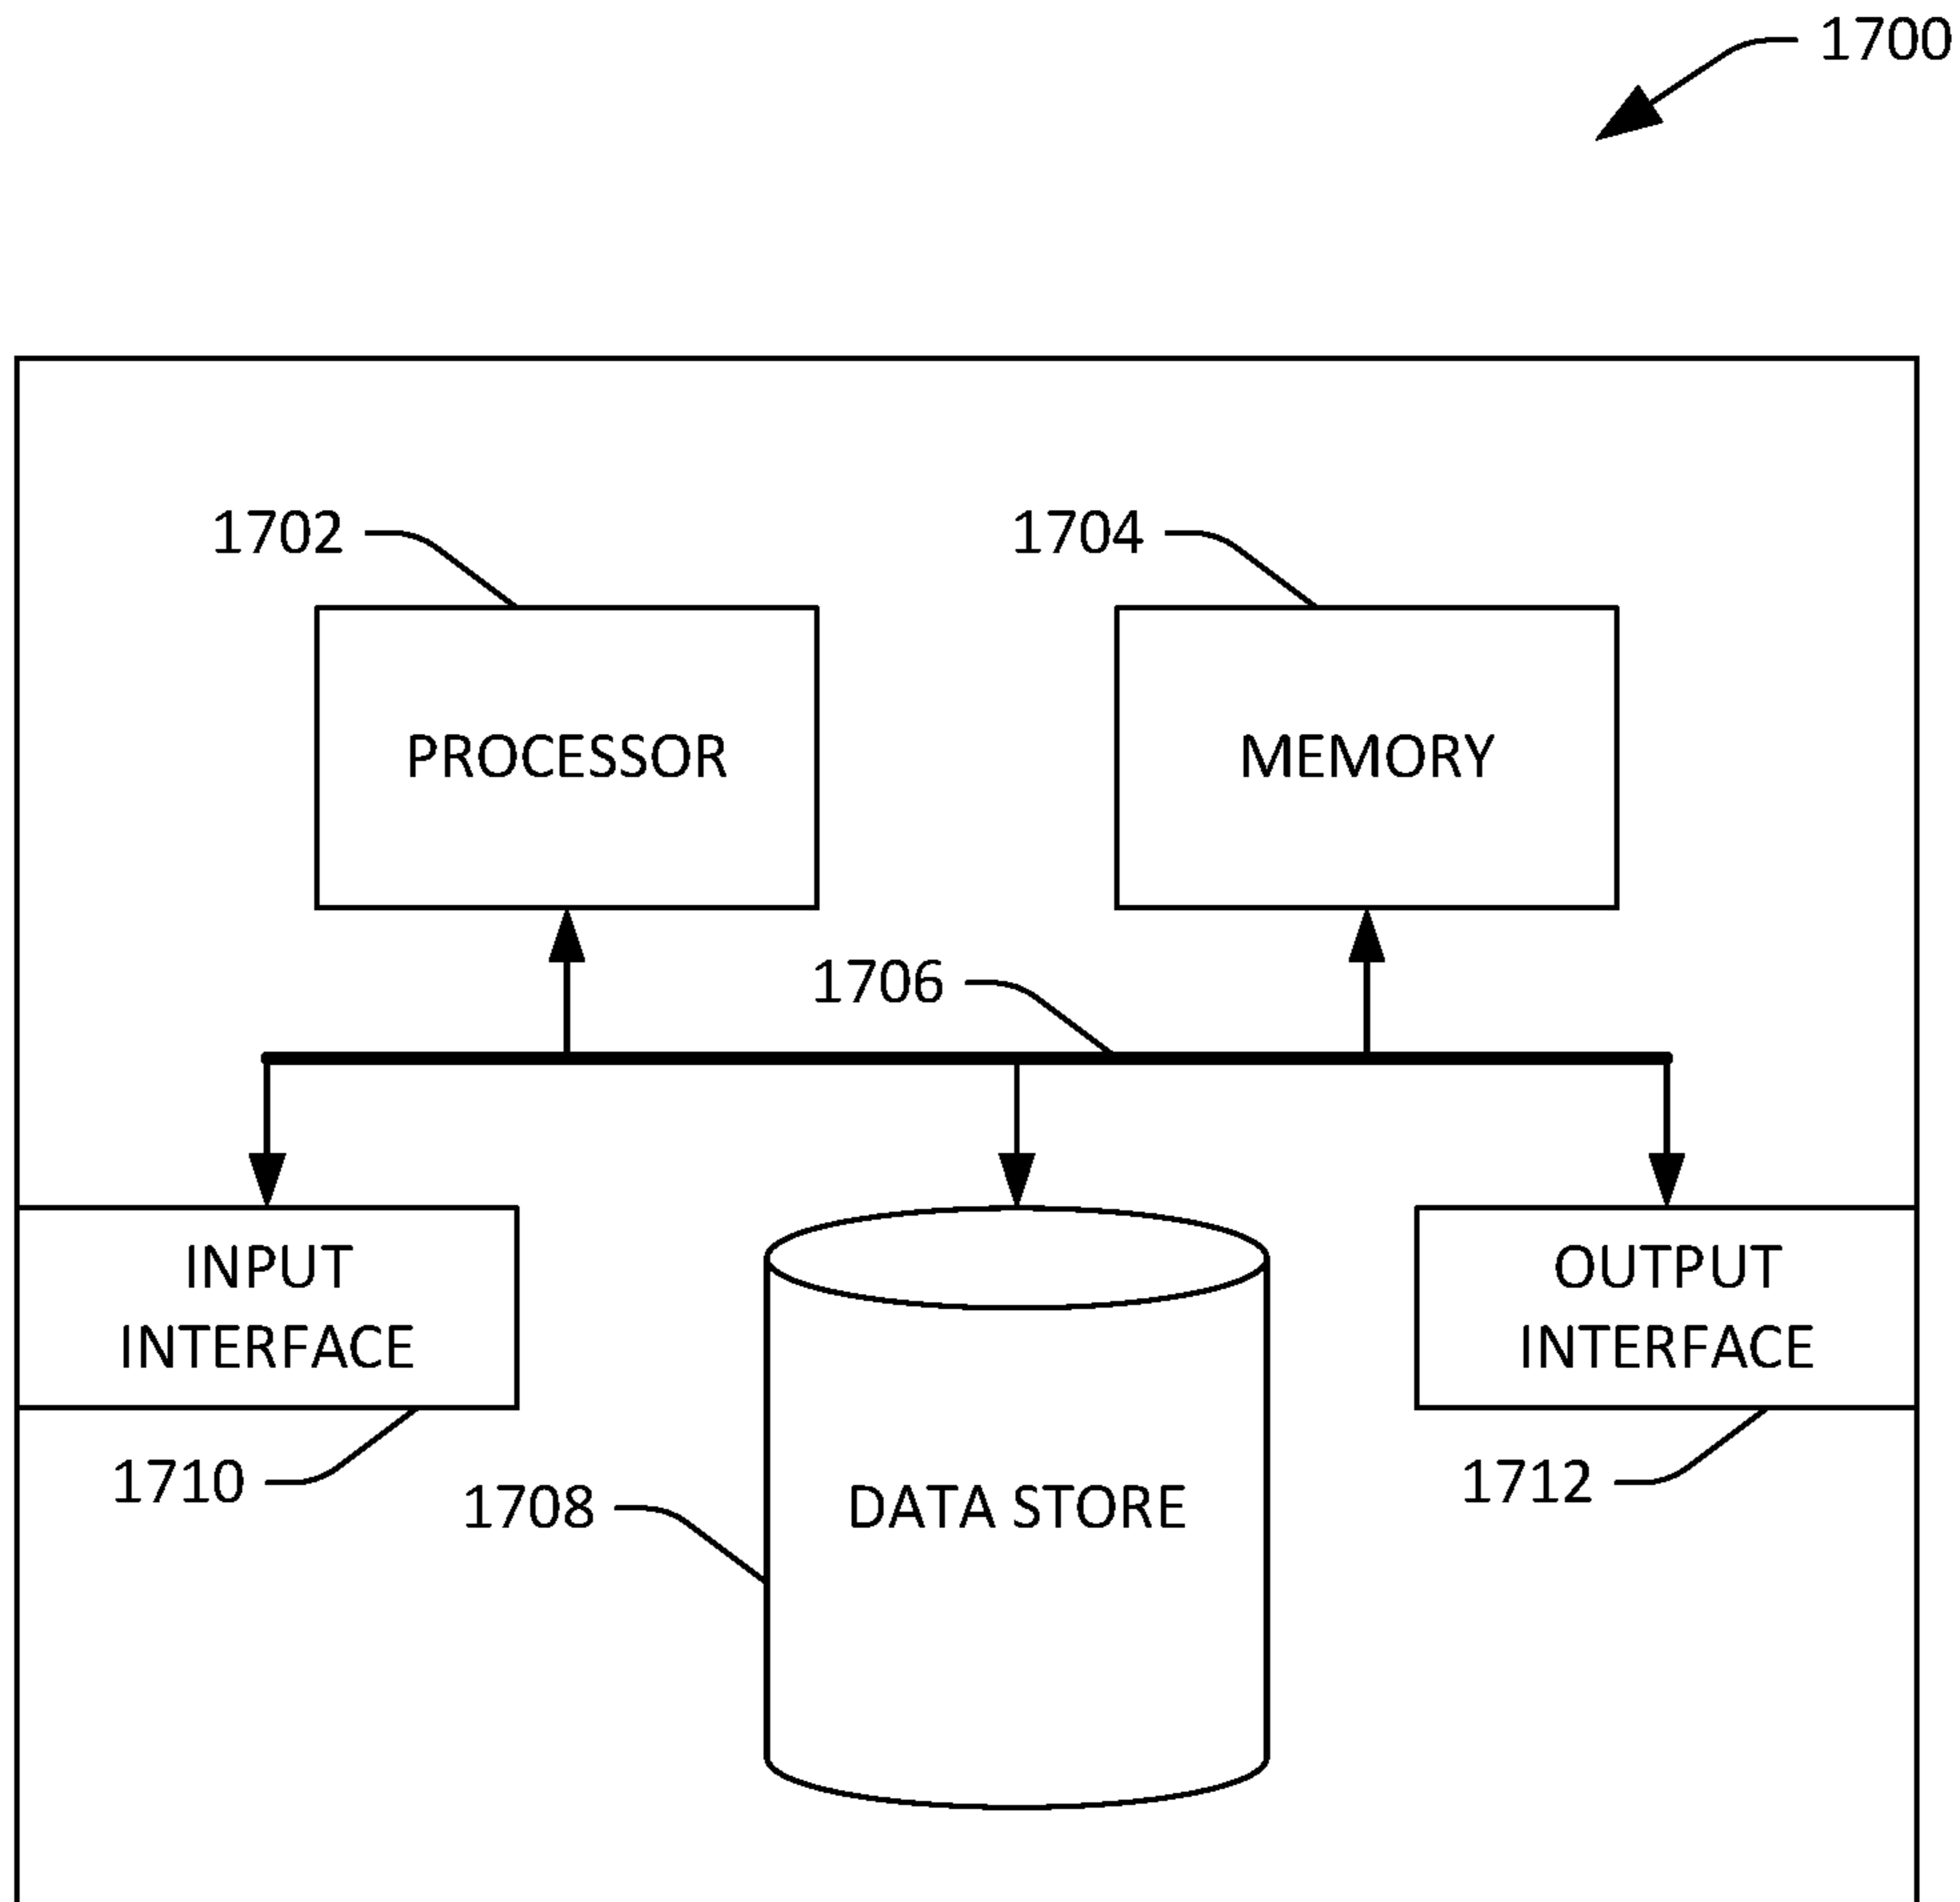 1700
1702
1704
PROCESSOR
MEMORY
1706
INPUT
INTERFACE
OUTPUT
INTERFACE
1710
1708
DATA STORE
1712